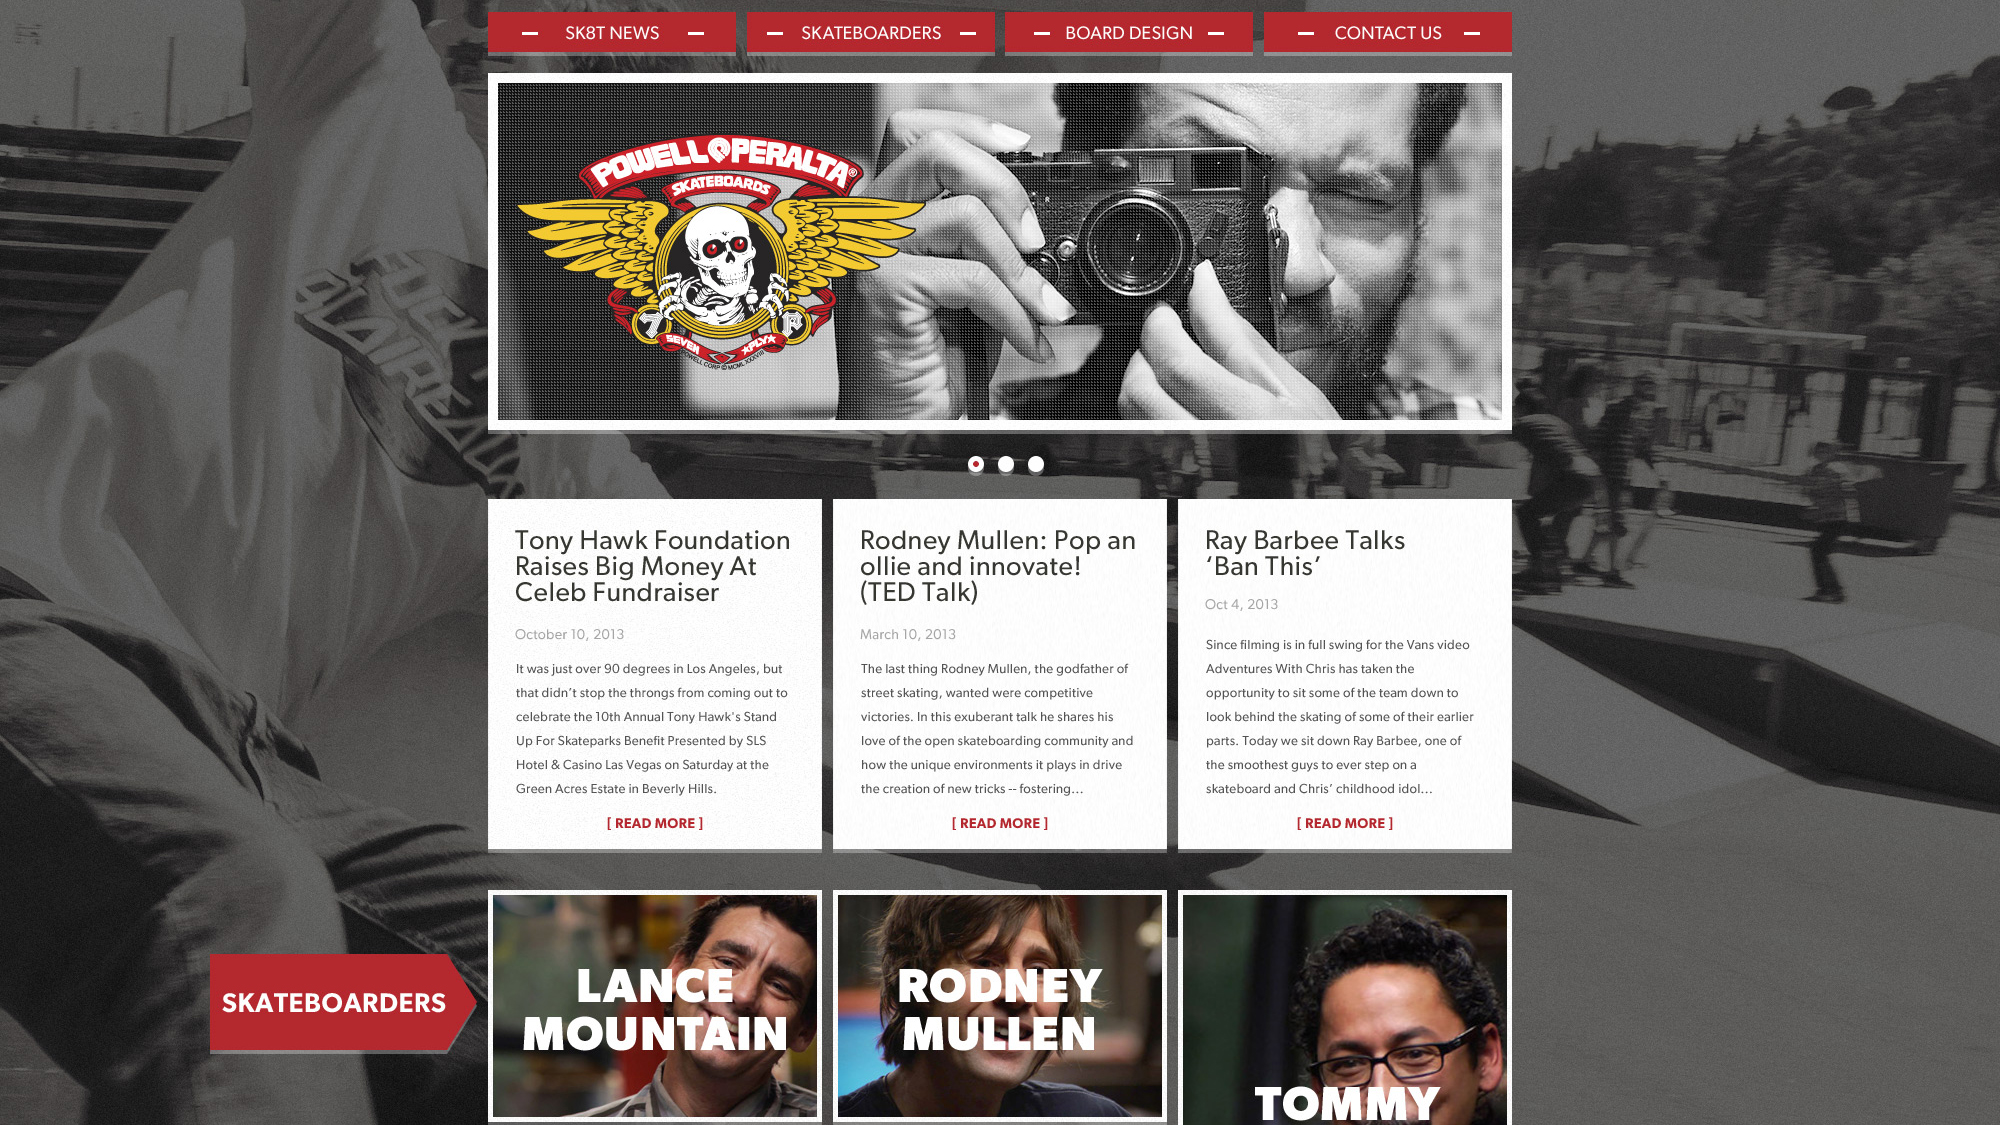 SK8T NEWS
SKATEBOARDERS
BOARD DESIGN
CONTACT US
POWELL PERALTA®
SKATEBOARDS
7 P
SEVEN ★PLY★
POWELL CORP © MCMLXXXVIII
Tony Hawk Foundation
Raises Big Money At
Celeb Fundraiser
October 10, 2013
It was just over 90 degrees in Los Angeles, but
that didn't stop the throngs from coming out to
celebrate the 10th Annual Tony Hawk's Stand
Up For Skateparks Benefit Presented by SLS
Hotel & Casino Las Vegas on Saturday at the
Green Acres Estate in Beverly Hills.
[ READ MORE ]
Rodney Mullen: Pop an
ollie and innovate!
(TED Talk)
March 10, 2013
The last thing Rodney Mullen, the godfather of
street skating, wanted were competitive
victories. In this exuberant talk he shares his
love of the open skateboarding community and
how the unique environments it plays in drive
the creation of new tricks -- fostering...
[ READ MORE ]
Ray Barbee Talks
‘Ban This’
Oct 4, 2013
Since filming is in full swing for the Vans video
Adventures With Chris has taken the
opportunity to sit some of the team down to
look behind the skating of some of their earlier
parts. Today we sit down Ray Barbee, one of
the smoothest guys to ever step on a
skateboard and Chris’ childhood idol...
[ READ MORE ]
SKATEBOARDERS
LANCE
MOUNTAIN
RODNEY
MULLEN
TOMMY